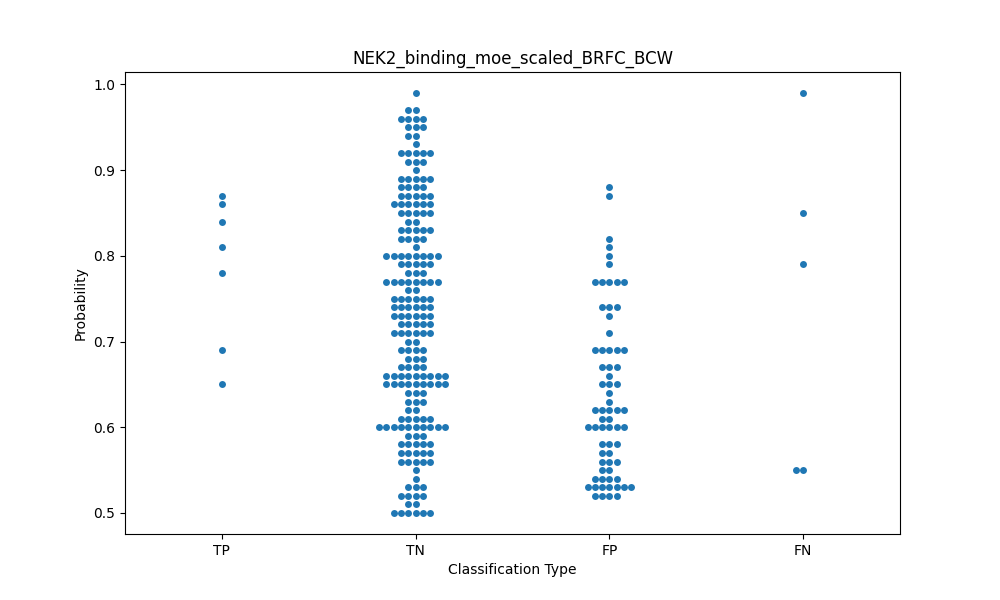 NEK2_binding_moe_scaled_BRFC_BCW
1.0
0.9
0.8
0.7
0.6
0.5
Probability
TP TN FP FN
Classification Type